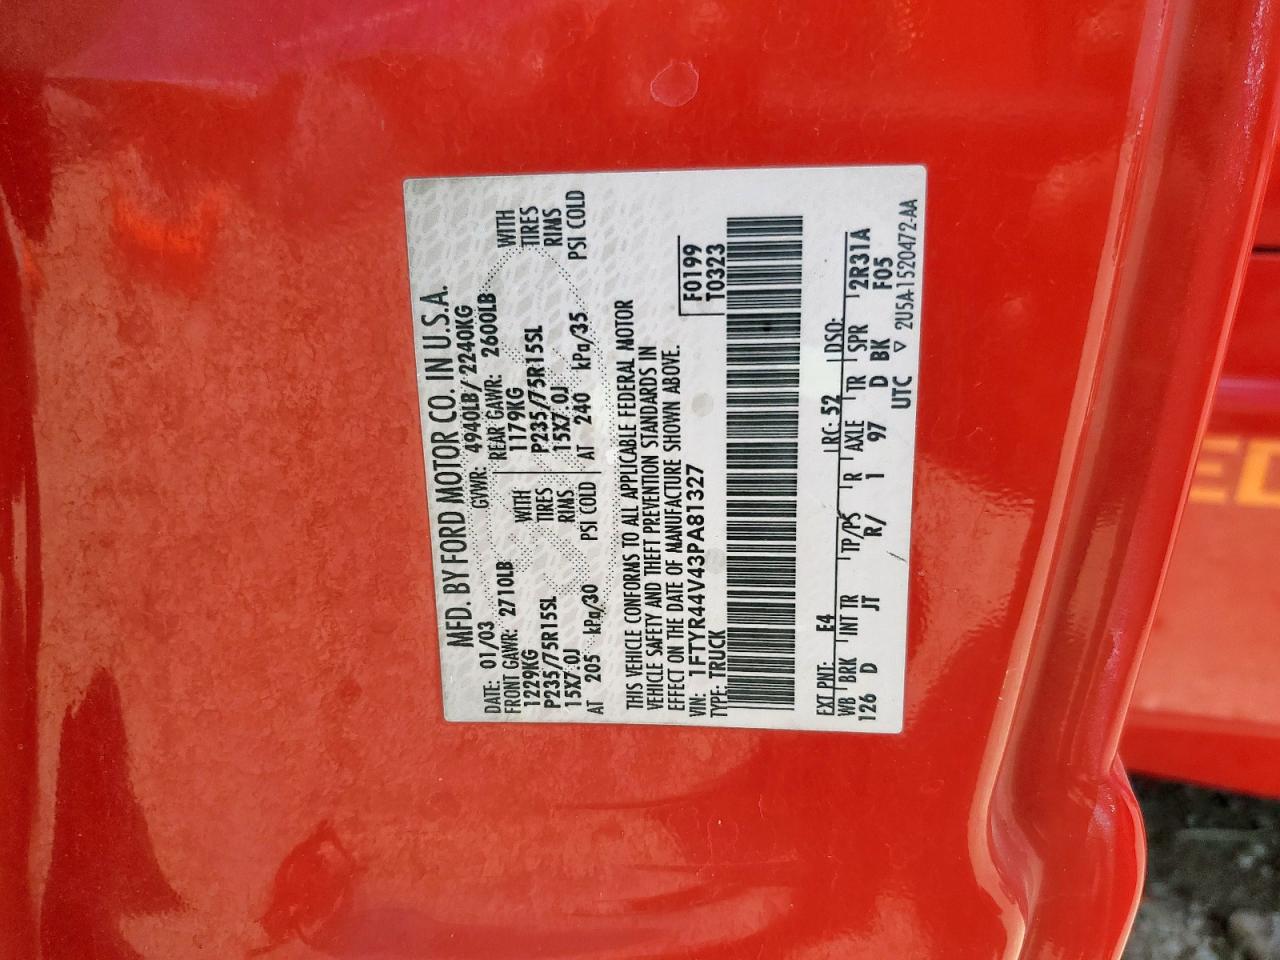 MFD. BY FORD MOTOR CO. IN U.S.A.
DATE: 01/03 GVWR: 4940LB/ 2240KG
FRONT GAWR: 2710LB REAR GAWR: 2600LB
1229KG WITH 1179KG WITH
P235/75R15SL TIRES P235/75R15SL TIRES
15X7.0J RIMS 15X7.0J RIMS
AT 205 kPa/30 PSI COLD AT 240 kPa/35 PSI COLD
THIS VEHICLE CONFORMS TO ALL APPLICABLE FEDERAL MOTOR
VEHICLE SAFETY AND THEFT PREVENTION STANDARDS IN
EFFECT ON THE DATE OF MANUFACTURE SHOWN ABOVE.
VIN: 1FTYR44V43PA81327 F0199
TYPE: TRUCK T0323
EXT PNT: E4 RC: 52 DSO:
WB BRK INT TR TP/PS R AXLE TR SPR 2R31A
126 D JT R/ 1 97 D BK F05
UTC ▽ 2U5A-1520472-AA
ED